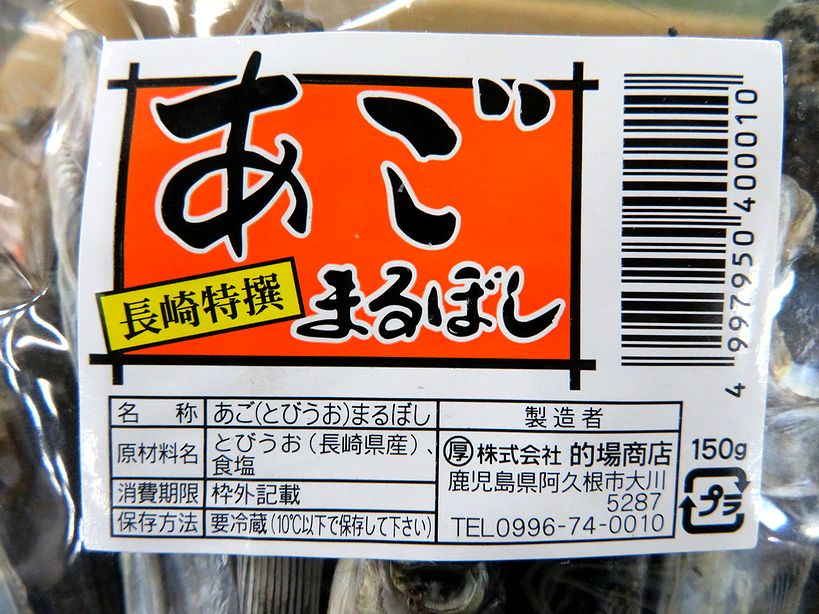 あご
長崎特撰
まるぼし
4 997950 400010
名 称 あご(とびうお)まるぼし
原材料名 とびうお(長崎県産)、
食塩
消費期限 枠外記載
保存方法 要冷蔵(10℃以下で保存して下さい)
製造者
厚 株式会社 的場商店
鹿児島県阿久根市大川
5287
TEL0996-74-0010
150g
プラ